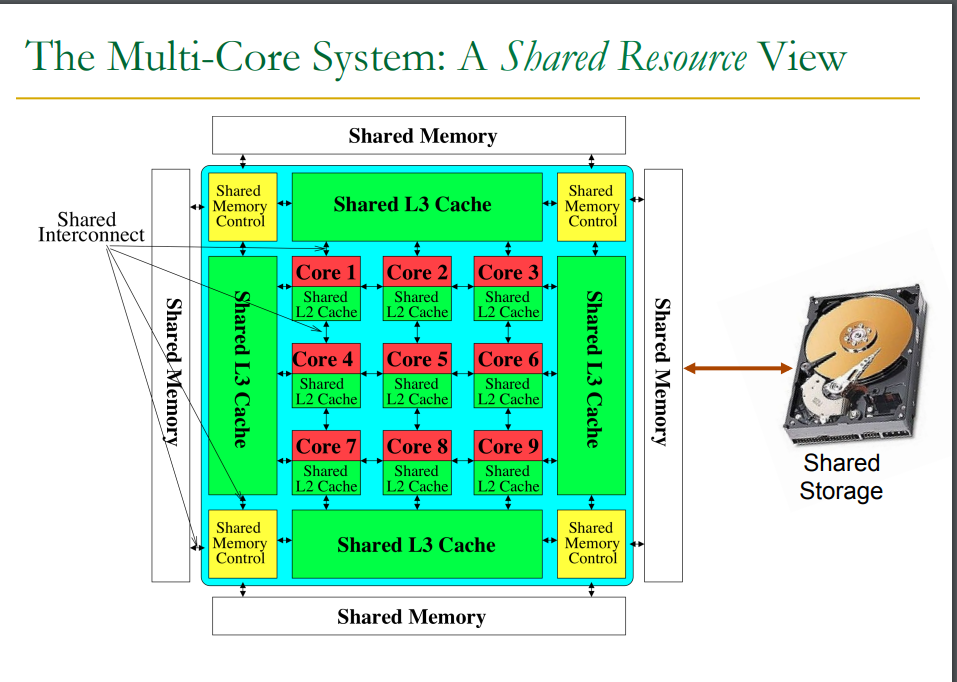 The Multi-Core System: A Shared Resource View
Shared Memory
Shared
Memory
Control
Shared L3 Cache
Shared
Memory
Control
Shared
Interconnect
Shared Memory
Shared L3 Cache
Core 1
Shared
L2 Cache
Core 2
Shared
L2 Cache
Core 3
Shared
L2 Cache
Core 4
Shared
L2 Cache
Core 5
Shared
L2 Cache
Core 6
Shared
L2 Cache
Core 7
Shared
L2 Cache
Core 8
Shared
L2 Cache
Core 9
Shared
L2 Cache
Shared L3 Cache
Shared Memory
Shared
Storage
Shared
Memory
Control
Shared L3 Cache
Shared
Memory
Control
Shared Memory